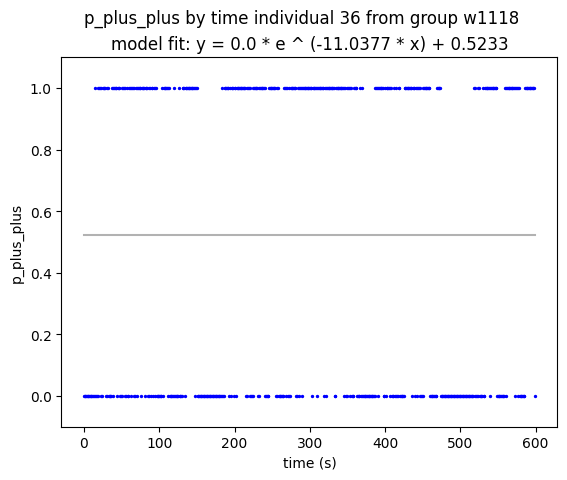 p_plus_plus by time individual 36 from group w1118
model fit: y = 0.0 * e ^ (-11.0377 * x) + 0.5233
1.0
0.8
0.6
0.4
0.2
0.0
p_plus_plus
0 100 200 300 400 500 600
time (s)